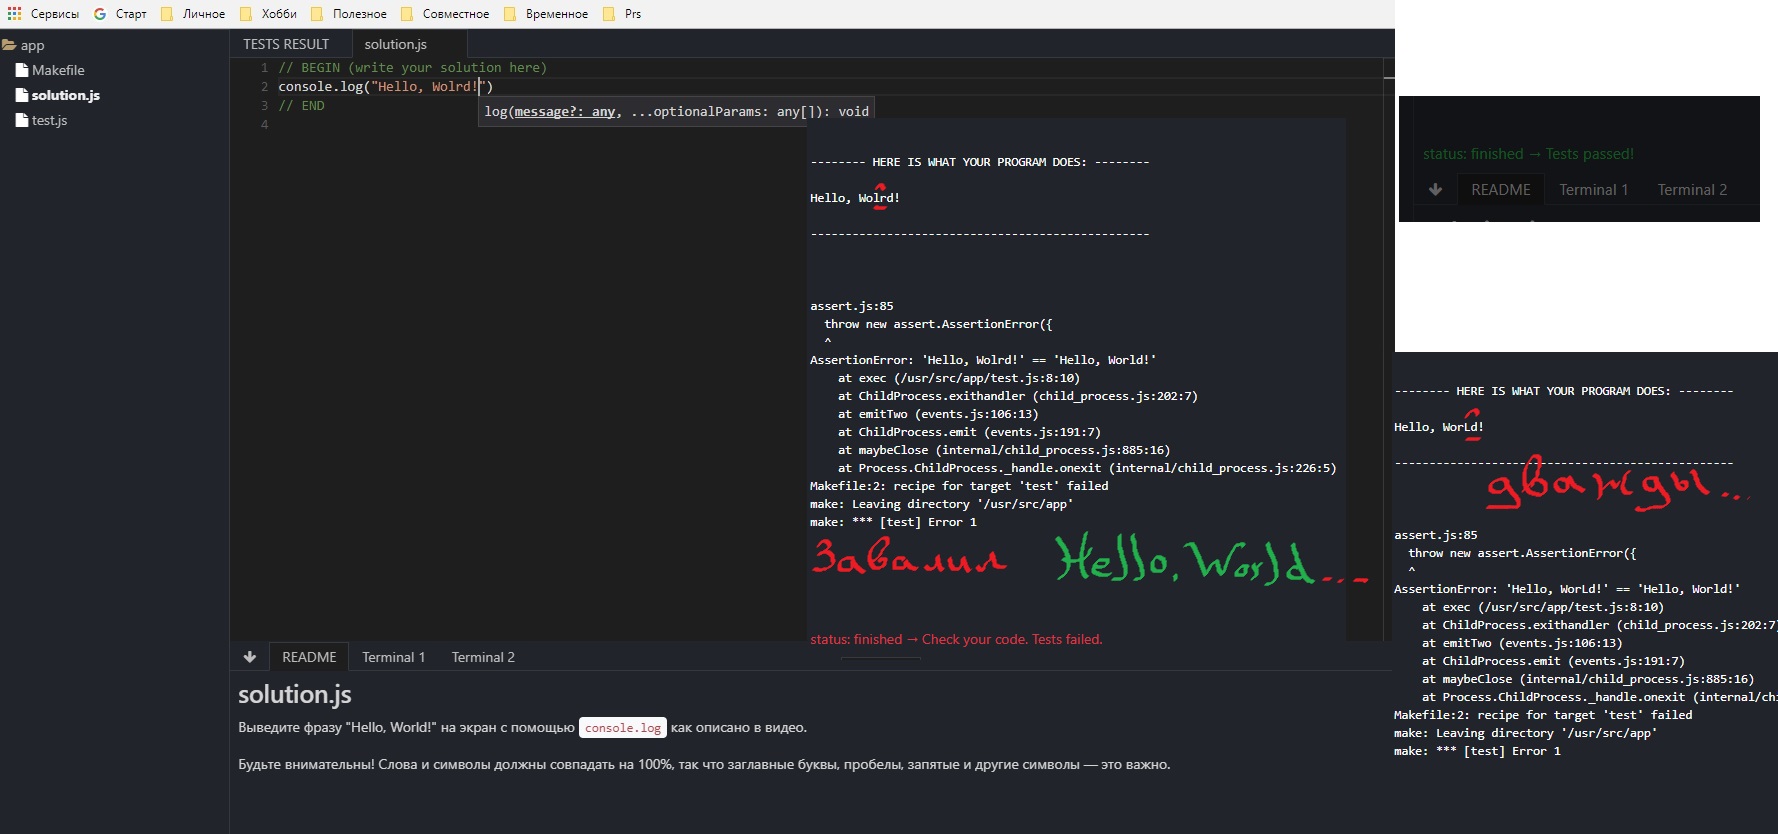 Сервисы Старт Личное Хобби Полезное Совместное Временное Prs
app
Makefile
solution.js
test.js
TESTS RESULT solution.js
1 // BEGIN (write your solution here)
2 console.log("Hello, Wolrd!")
3 // END
4
log(message?: any, ...optionalParams: any[]): void
-------- HERE IS WHAT YOUR PROGRAM DOES: --------
Hello, Wolrd!
-------------------------------------------------
assert.js:85
throw new assert.AssertionError({
^
AssertionError: 'Hello, Wolrd!' == 'Hello, World!'
at exec (/usr/src/app/test.js:8:10)
at ChildProcess.exithandler (child_process.js:202:7)
at emitTwo (events.js:106:13)
at ChildProcess.emit (events.js:191:7)
at maybeClose (internal/child_process.js:885:16)
at Process.ChildProcess._handle.onexit (internal/child_process.js:226:5)
Makefile:2: recipe for target 'test' failed
make: Leaving directory '/usr/src/app'
make: *** [test] Error 1
Завалил Hello, World...
status: finished → Check your code. Tests failed.
README Terminal 1 Terminal 2
solution.js
Выведите фразу "Hello, World!" на экран с помощью console.log как описано в видео.
Будьте внимательны! Слова и символы должны совпадать на 100%, так что заглавные буквы, пробелы, запятые и другие символы — это важно.
status: finished → Tests passed!
README Terminal 1 Terminal 2
-------- HERE IS WHAT YOUR PROGRAM DOES: --------
Hello, WorLd!
-------------------------------------------------
дважды...
assert.js:85
throw new assert.AssertionError({
^
AssertionError: 'Hello, WorLd!' == 'Hello, World!'
at exec (/usr/src/app/test.js:8:10)
at ChildProcess.exithandler (child_process.js:202:7
at emitTwo (events.js:106:13)
at ChildProcess.emit (events.js:191:7)
at maybeClose (internal/child_process.js:885:16)
at Process.ChildProcess._handle.onexit (internal/ch
Makefile:2: recipe for target 'test' failed
make: Leaving directory '/usr/src/app'
make: *** [test] Error 1